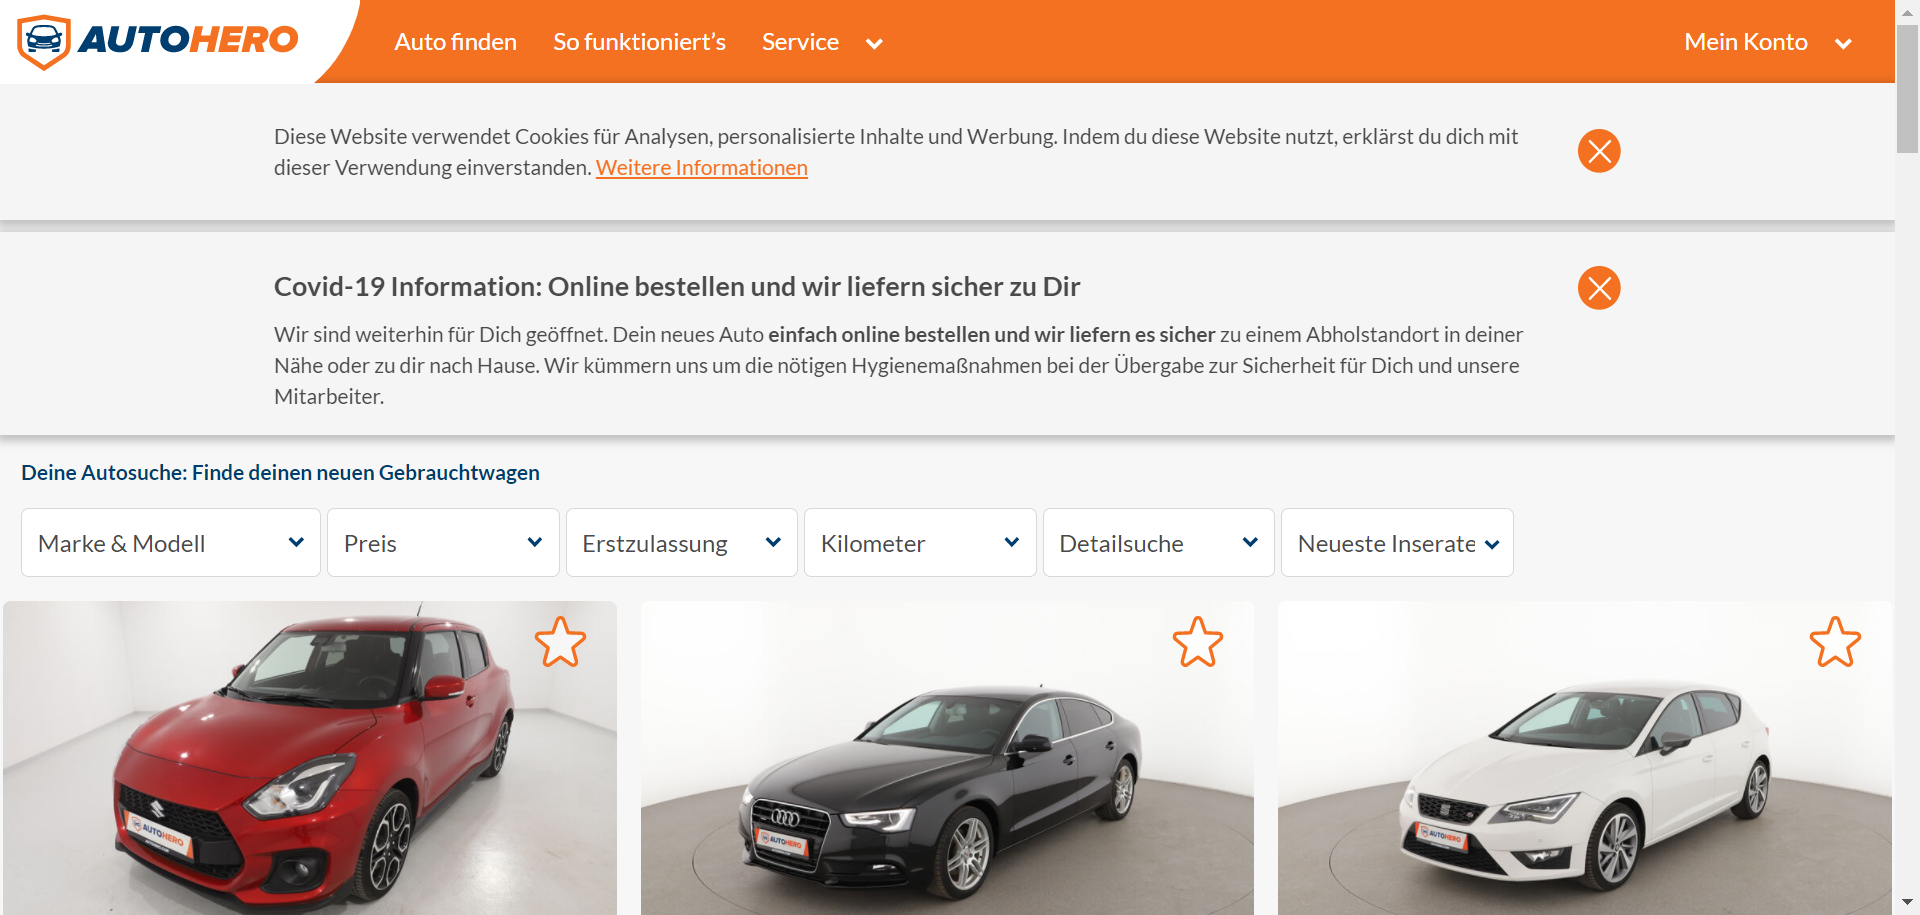 AUTOHERO
Auto finden
So funktioniert's
Service
Mein Konto
Diese Website verwendet Cookies für Analysen, personalisierte Inhalte und Werbung. Indem du diese Website nutzt, erklärst du dich mit
dieser Verwendung einverstanden. Weitere Informationen
Covid-19 Information: Online bestellen und wir liefern sicher zu Dir
Wir sind weiterhin für Dich geöffnet. Dein neues Auto einfach online bestellen und wir liefern es sicher zu einem Abholstandort in deiner
Nähe oder zu dir nach Hause. Wir kümmern uns um die nötigen Hygienemaßnahmen bei der Übergabe zur Sicherheit für Dich und unsere
Mitarbeiter.
Deine Autosuche: Finde deinen neuen Gebrauchtwagen
Marke & Modell
Preis
Erstzulassung
Kilometer
Detailsuche
Neueste Inserate
AUTOHERO
AUTOHERO
AUTOHERO